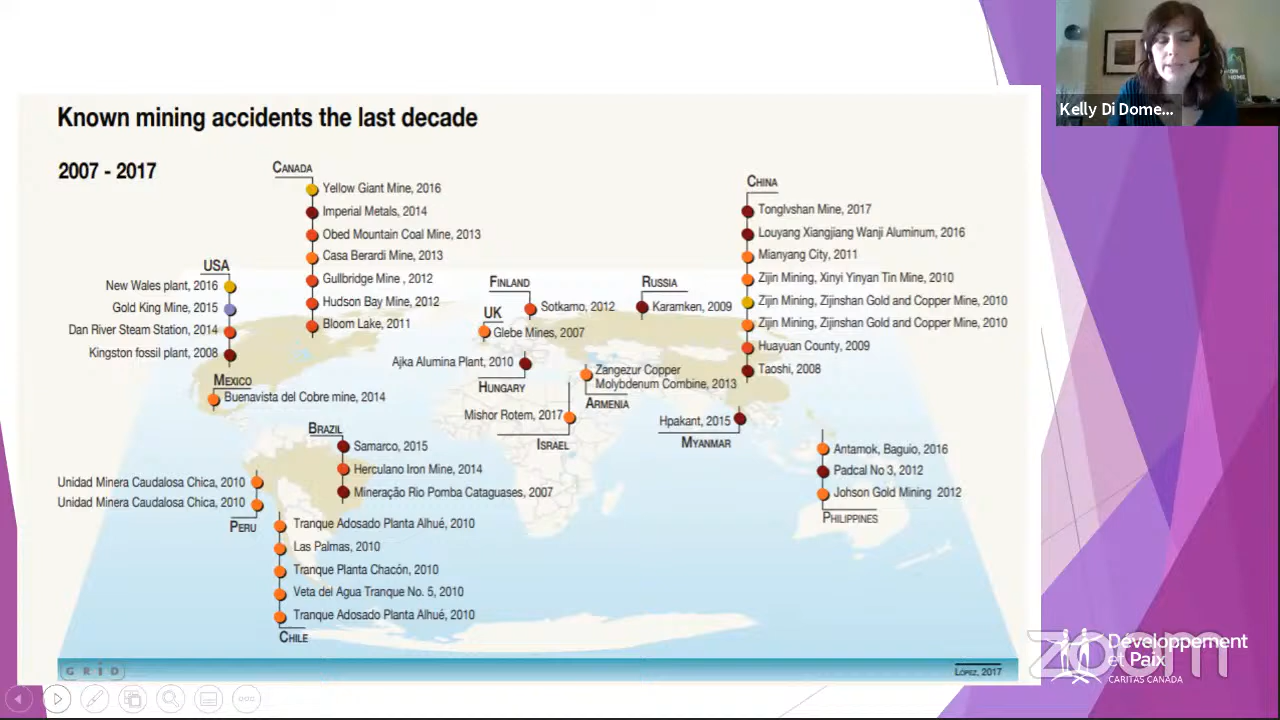 Known mining accidents the last decade
2007 - 2017
CANADA
Yellow Giant Mine, 2016
Imperial Metals, 2014
Obed Mountain Coal Mine, 2013
Casa Berardi Mine, 2013
Gullbridge Mine , 2012
Hudson Bay Mine, 2012
Bloom Lake, 2011
USA
New Wales plant, 2016
Gold King Mine, 2015
Dan River Steam Station, 2014
Kingston fossil plant, 2008
MEXICO
Buenavista del Cobre mine, 2014
BRAZIL
Samarco, 2015
Herculano Iron Mine, 2014
Mineração Rio Pomba Cataguases, 2007
Unidad Minera Caudalosa Chica, 2010
Unidad Minera Caudalosa Chica, 2010
PERU
Tranque Adosado Planta Alhué, 2010
Las Palmas, 2010
Tranque Planta Chacón, 2010
Veta del Agua Tranque No. 5, 2010
Tranque Adosado Planta Alhué, 2010
CHILE
FINLAND
Sotkamo, 2012
UK
Glebe Mines, 2007
Ajka Alumina Plant, 2010
HUNGARY
RUSSIA
Karamken, 2009
Zangezur Copper
Molybdenum Combine, 2013
ARMENIA
Mishor Rotem, 2017
ISRAEL
CHINA
Tonglvshan Mine, 2017
Louyang Xiangjiang Wanji Aluminum, 2016
Mianyang City, 2011
Zijin Mining, Xinyi Yinyan Tin Mine, 2010
Zijin Mining, Zijinshan Gold and Copper Mine, 2010
Zijin Mining, Zijinshan Gold and Copper Mine, 2010
Huayuan County, 2009
Taoshi, 2008
Hpakant, 2015
MYANMAR
Antamok, Baguio, 2016
Padcal No 3, 2012
Johson Gold Mining 2012
PHILIPPINES
GRID
LÓPEZ, 2017
Kelly Di Dome...
zoom
Développement
et Paix
CARITAS CANADA